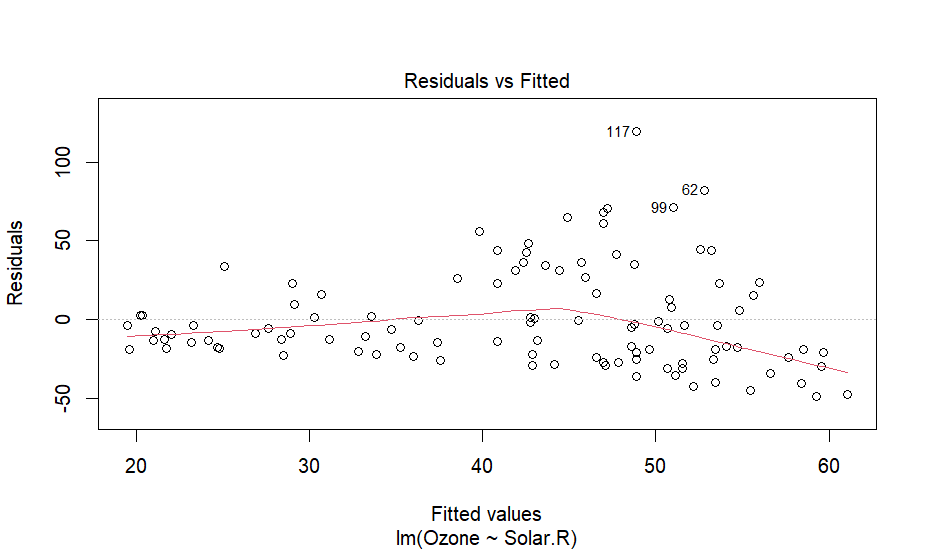 Residuals vs Fitted
Residuals
100
50
0
-50
117
62
99
20 30 40 50 60
Fitted values
lm(Ozone ~ Solar.R)